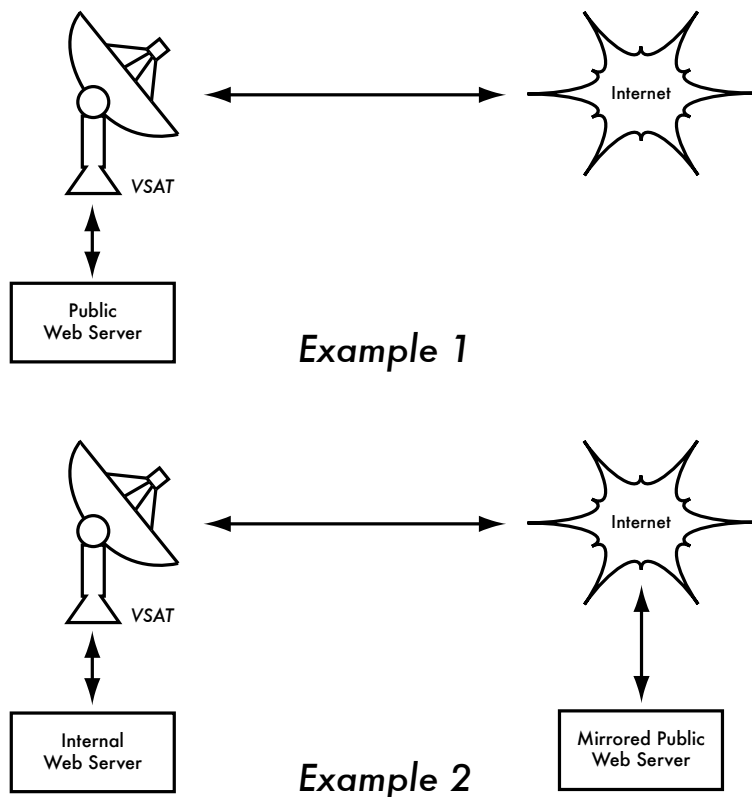 Internet
VSAT
Public
Web Server
Example 1
Internet
VSAT
Internal
Web Server
Mirrored Public
Web Server
Example 2